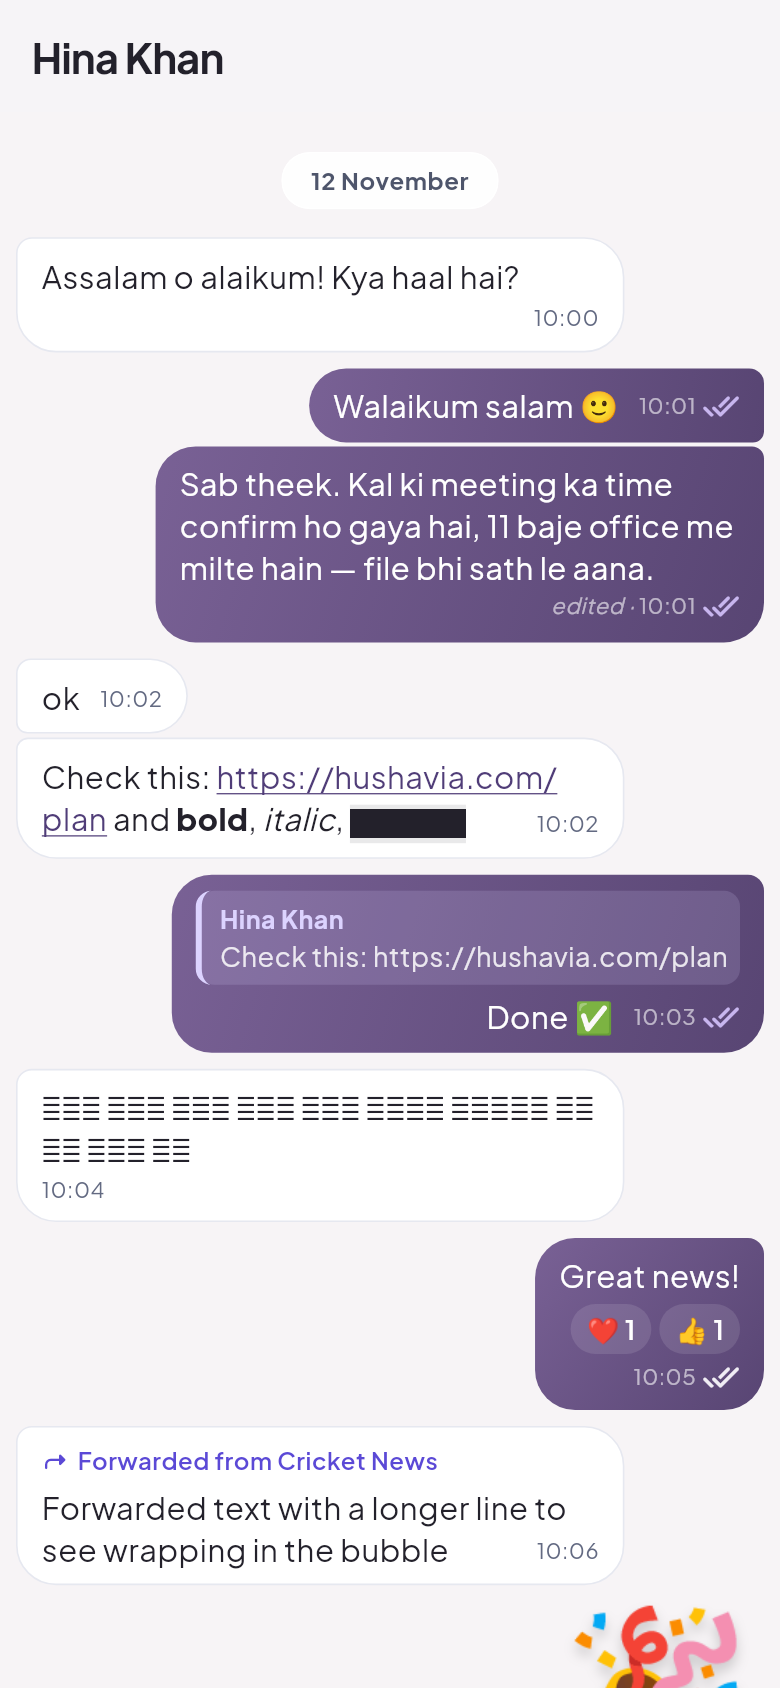 Hina Khan
12 November
Assalam o alaikum! Kya haal hai?
10:00
Walaikum salam 🙂 10:01
Sab theek. Kal ki meeting ka time
confirm ho gaya hai, 11 baje office me
milte hain — file bhi sath le aana.
edited · 10:01
ok 10:02
Check this: https://hushavia.com/
plan and bold, italic, 10:02
Hina Khan
Check this: https://hushavia.com/plan
Done ✅ 10:03
10:04
Great news!
❤️ 1 👍 1
10:05
Forwarded from Cricket News
Forwarded text with a longer line to
see wrapping in the bubble 10:06